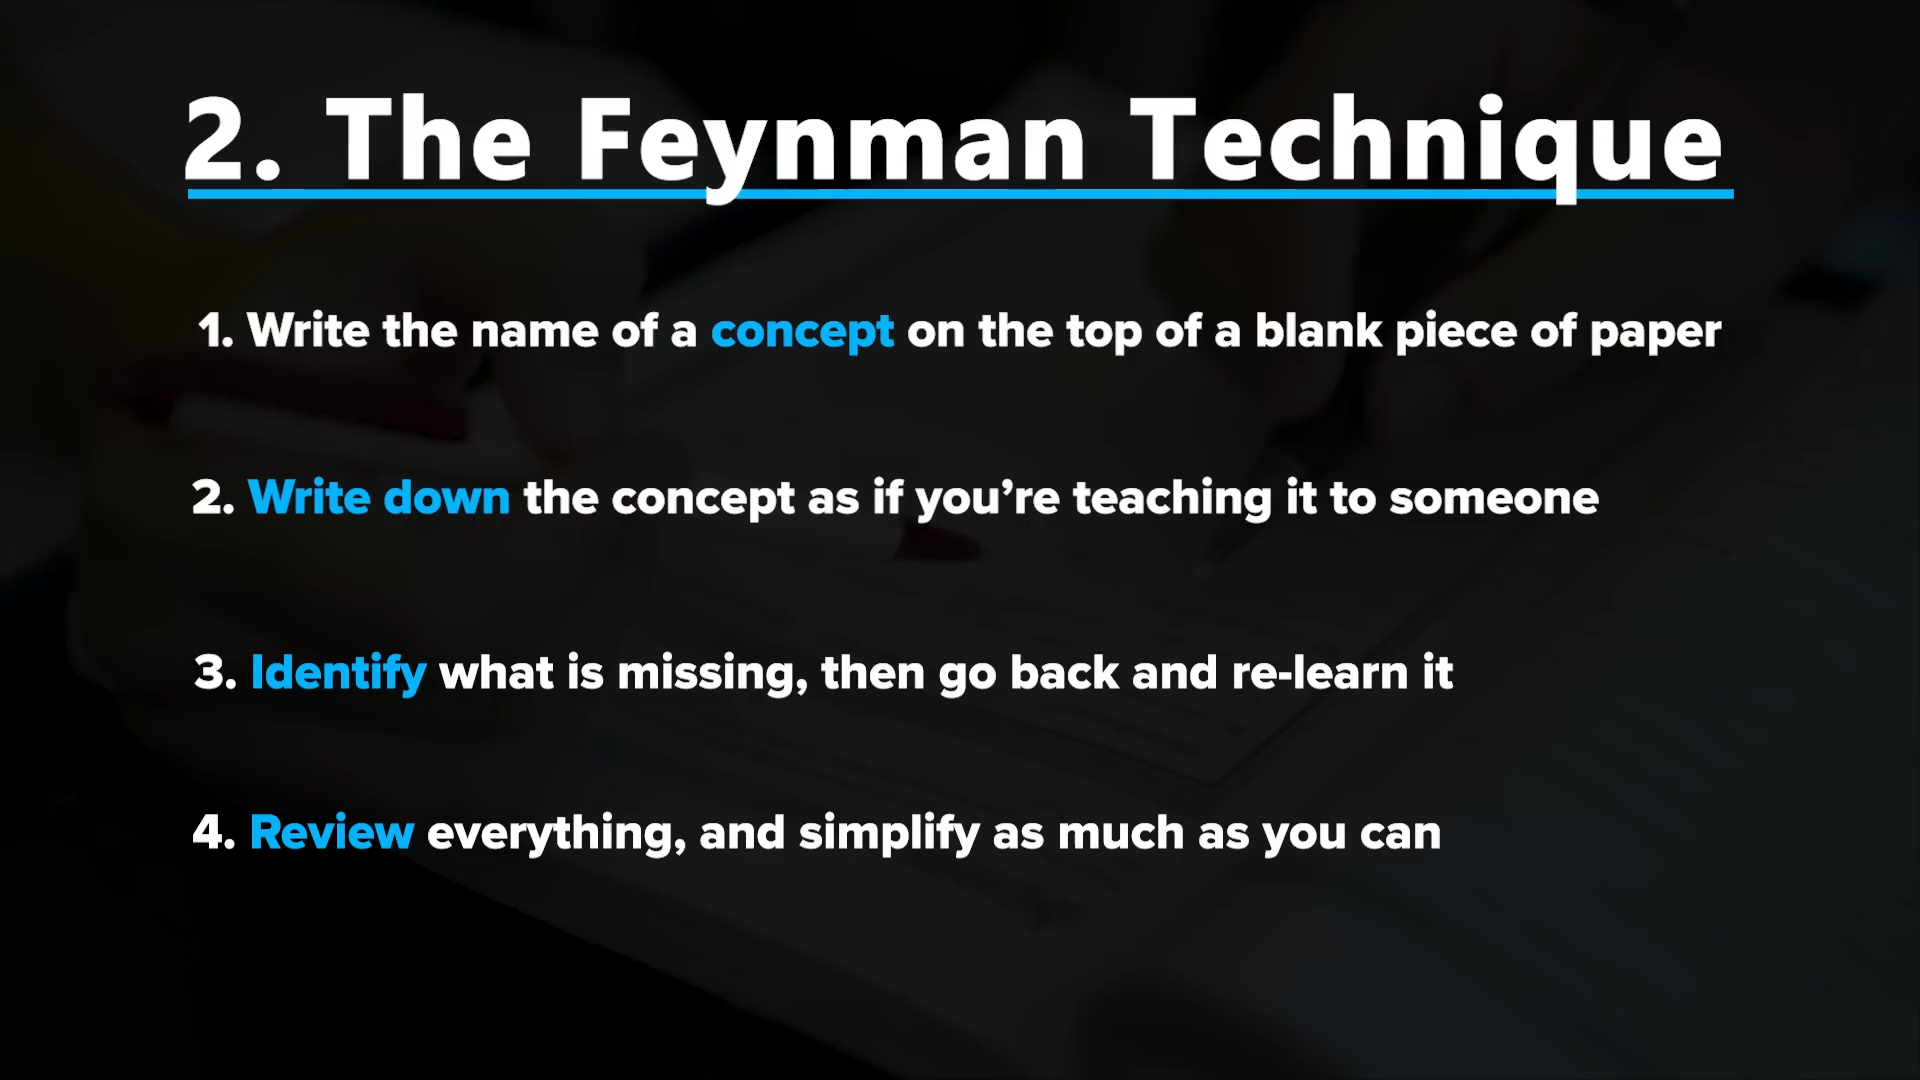 2. The Feynman Technique
1. Write the name of a concept on the top of a blank piece of paper
2. Write down the concept as if you’re teaching it to someone
3. Identify what is missing, then go back and re-learn it
4. Review everything, and simplify as much as you can